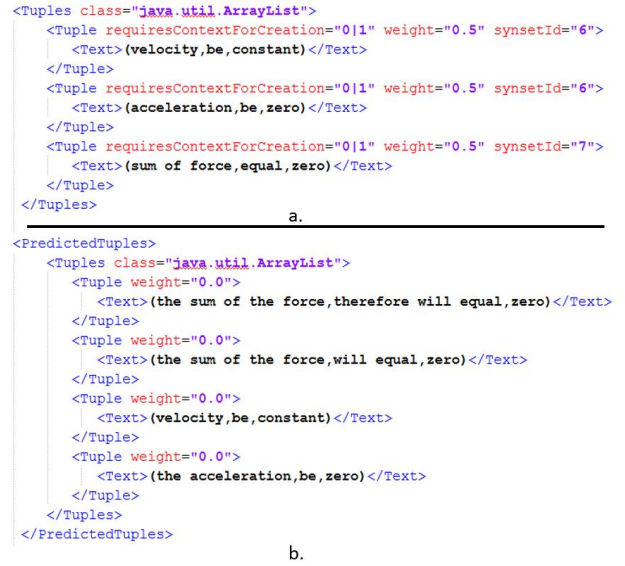 <Tuples class="java.util.ArrayList">
<Tuple requiresContextForCreation="0|1" weight="0.5" synsetId="6">
<Text>(velocity,be,constant)</Text>
</Tuple>
<Tuple requiresContextForCreation="0|1" weight="0.5" synsetId="6">
<Text>(acceleration,be,zero)</Text>
</Tuple>
<Tuple requiresContextForCreation="0|1" weight="0.5" synsetId="7">
<Text>(sum of force,equal,zero)</Text>
</Tuple>
</Tuples>
a.
<PredictedTuples>
<Tuples class="java.util.ArrayList">
<Tuple weight="0.0">
<Text>(the sum of the force,therefore will equal,zero)</Text>
</Tuple>
<Tuple weight="0.0">
<Text>(the sum of the force,will equal,zero)</Text>
</Tuple>
<Tuple weight="0.0">
<Text>(velocity,be,constant)</Text>
</Tuple>
<Tuple weight="0.0">
<Text>(the acceleration,be,zero)</Text>
</Tuple>
</Tuples>
</PredictedTuples>
b.